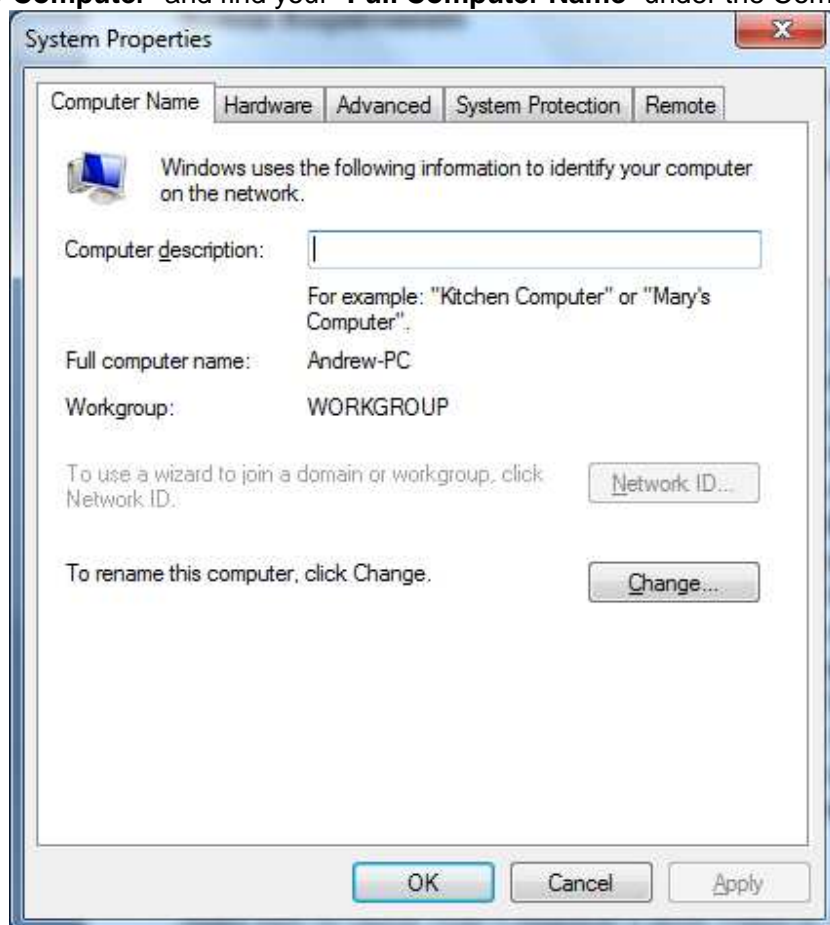 Computer" and find your "Full Computer Name" under the Com
System Properties
Computer Name Hardware Advanced System Protection Remote
Windows uses the following information to identify your computer
on the network.
Computer description:
For example: "Kitchen Computer" or "Mary's
Computer".
Full computer name: Andrew-PC
Workgroup: WORKGROUP
To use a wizard to join a domain or workgroup, click
Network ID.
Network ID...
To rename this computer, click Change.
Change...
OK Cancel Apply